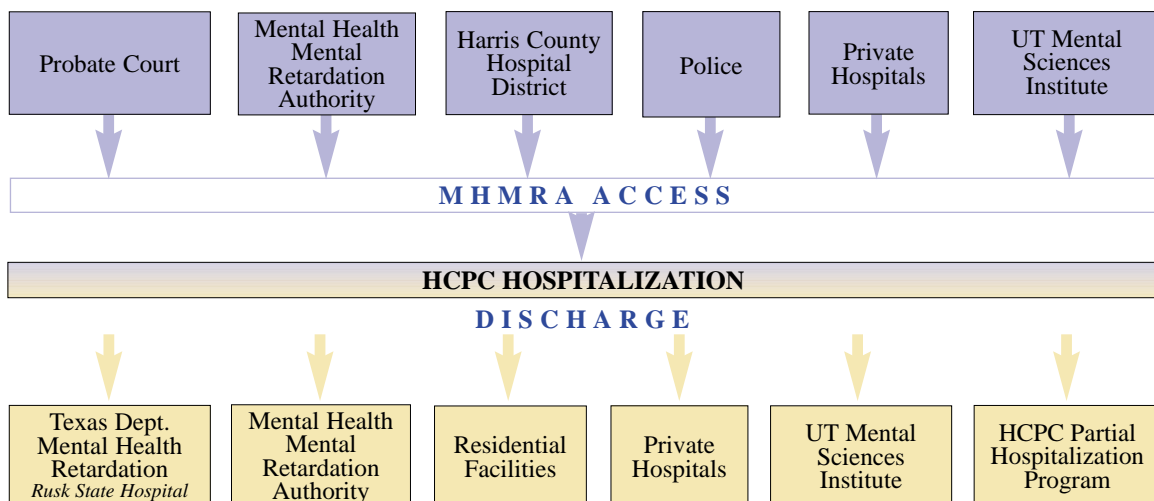 Probate Court
Mental Health
Mental
Retardation
Authority
Harris County
Hospital
District
Police
Private
Hospitals
UT Mental
Sciences
Institute
MHMRA ACCESS
HCPC HOSPITALIZATION
DISCHARGE
Texas Dept.
Mental Health
Retardation
Rusk State Hospital
Mental Health
Mental
Retardation
Authority
Residential
Facilities
Private
Hospitals
UT Mental
Sciences
Institute
HCPC Partial
Hospitalization
Program